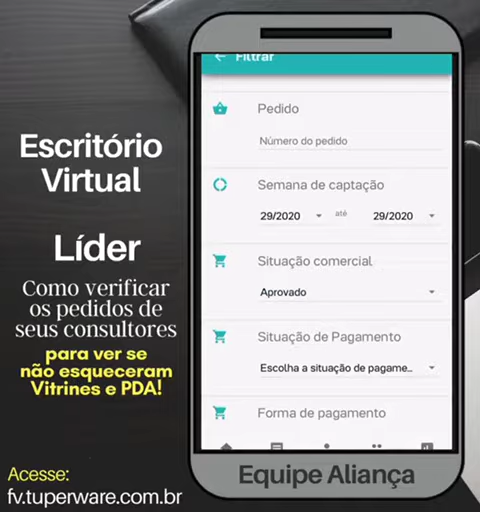 Escritório
Virtual
Líder
Como verificar
os pedidos de
seus consultores
para ver se
não esqueceram
Vitrines e PDA!
Acesse:
fv.tuperware.com.br
Filtrar
Pedido
Número do pedido
Semana de captação
29/2020 até 29/2020
Situação comercial
Aprovado
Situação de Pagamento
Escolha a situação de pagame...
Forma de pagamento
Equipe Aliança